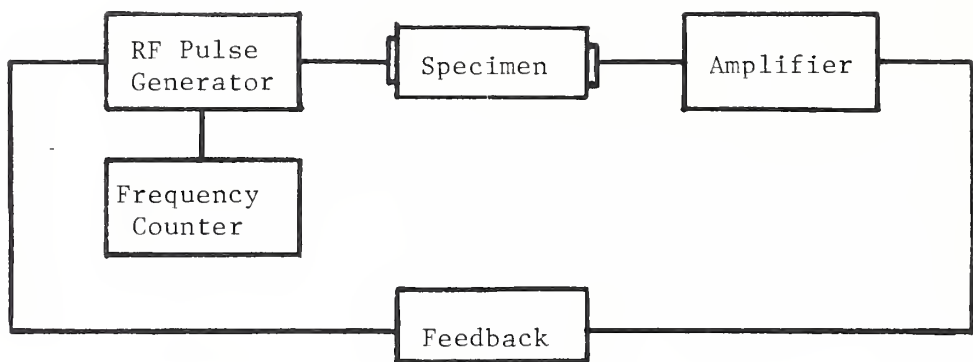 RF Pulse
Generator
Specimen
Amplifier
Frequency
Counter
Feedback